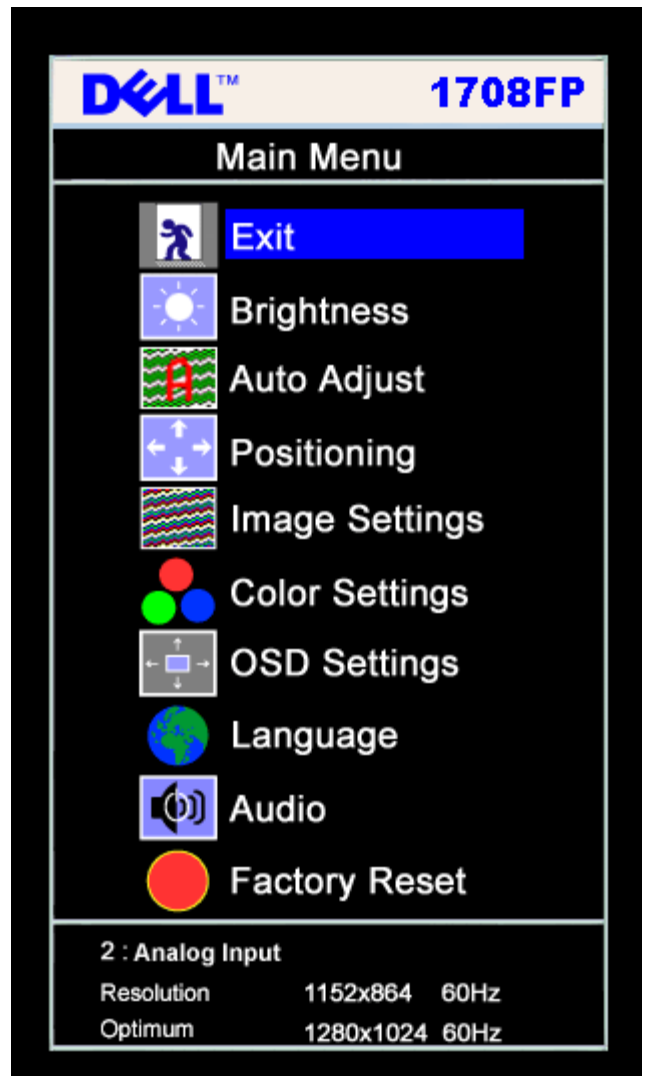 DELL™ 1708FP
Main Menu
Exit
Brightness
Auto Adjust
Positioning
Image Settings
Color Settings
OSD Settings
Language
Audio
Factory Reset
2 : Analog Input
Resolution 1152x864 60Hz
Optimum 1280x1024 60Hz